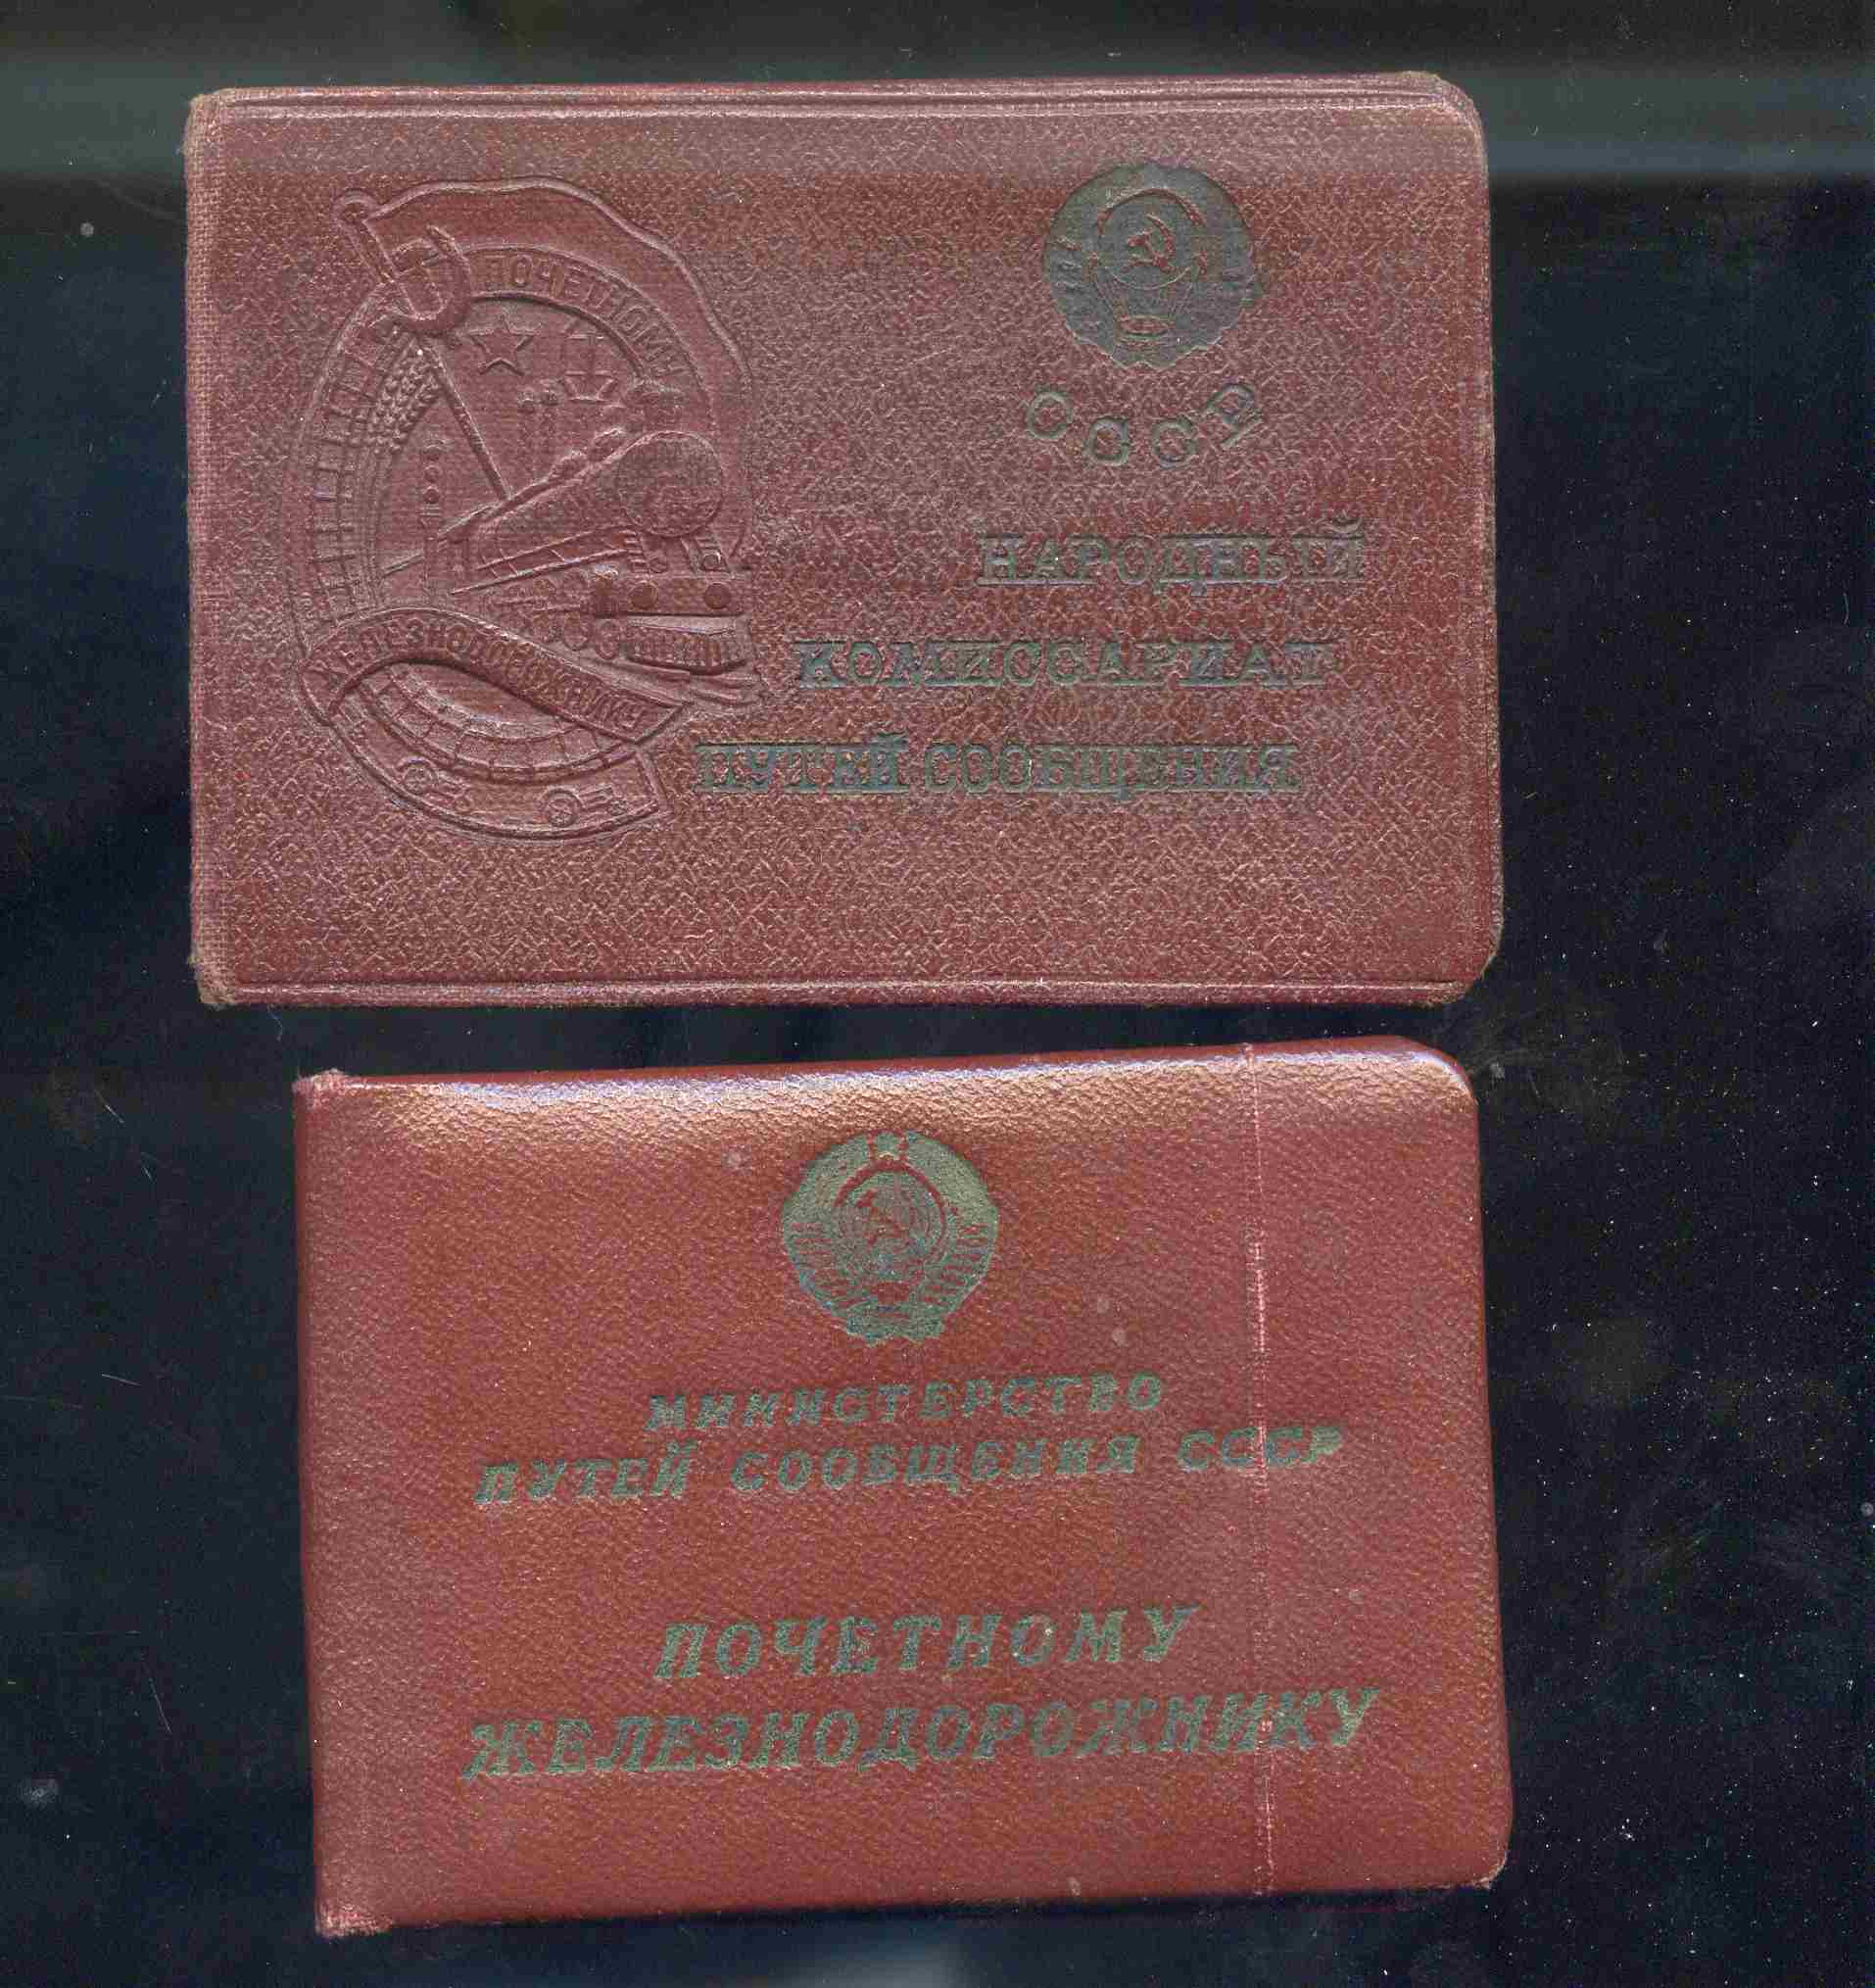 ПОЧЕТНОМУ
ЖЕЛЕЗНОДОРОЖНИКУ
СССР
НАРОДНЫЙ
КОМИССАРИАТ
ПУТЕЙ СООБЩЕНИЯ
МИНИСТЕРСТВО
ПУТЕЙ СООБЩЕНИЯ СССР
ПОЧЕТНОМУ
ЖЕЛЕЗНОДОРОЖНИКУ